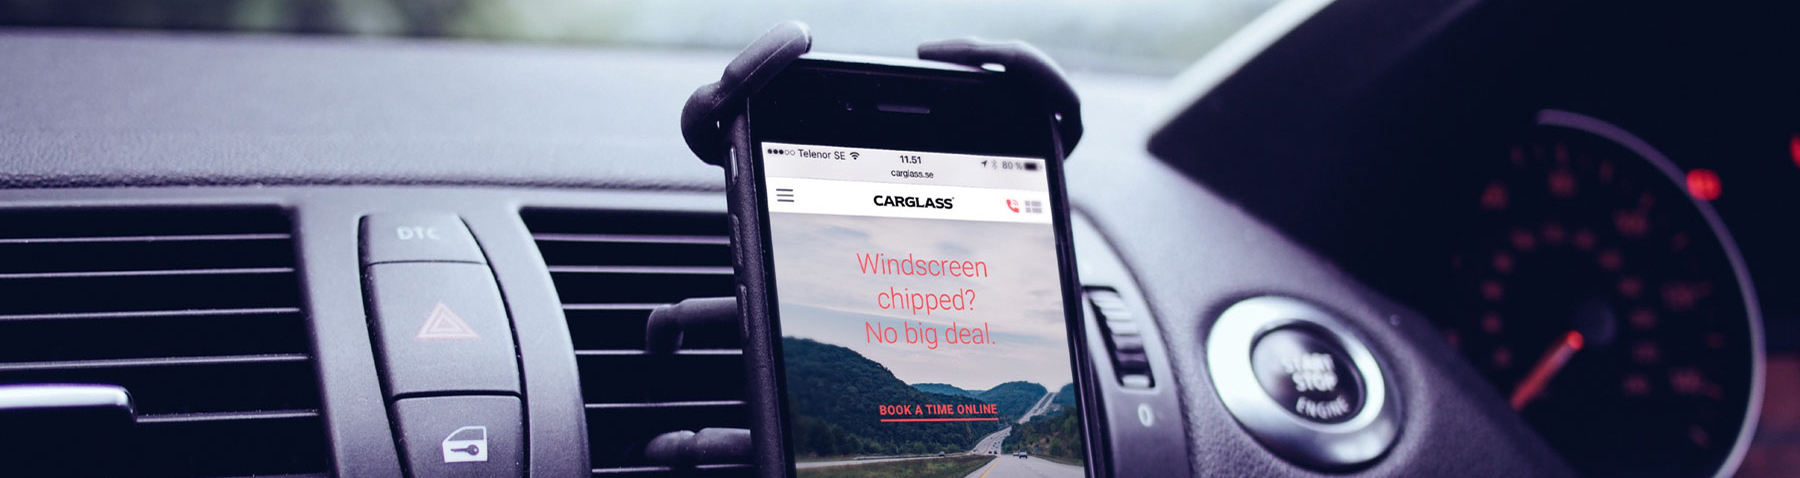 DTC
●●●○○ Telenor SE 11.51 80 %
carglass.se
CARGLASS
Windscreen
chipped?
No big deal.
BOOK A TIME ONLINE
0
START
STOP
ENGINE